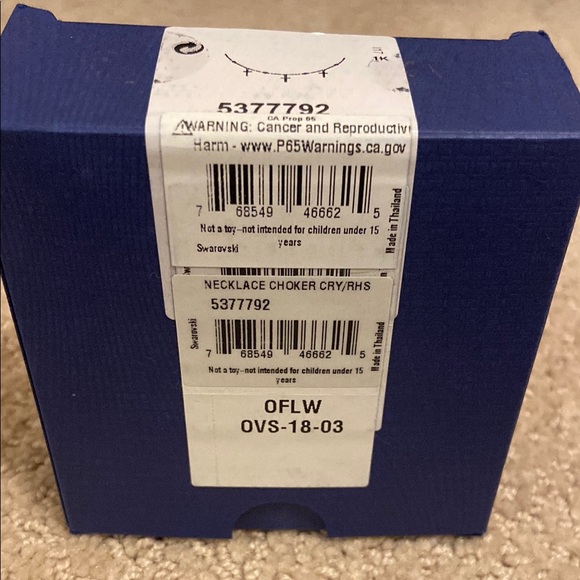 1K
5377792
CA Prop 65
WARNING: Cancer and Reproductiv
Harm - www.P65Warnings.ca.gov
7 68549 46662 5
Not a toy-not intended for children under 15
years
Swarovski
Made in Thailand
NECKLACE CHOKER CRY/RHS
5377792
Swarovski
7 68549 46662 5
Made in Thailand
Not a toy-not intended for children under 15
years
OFLW
OVS-18-03